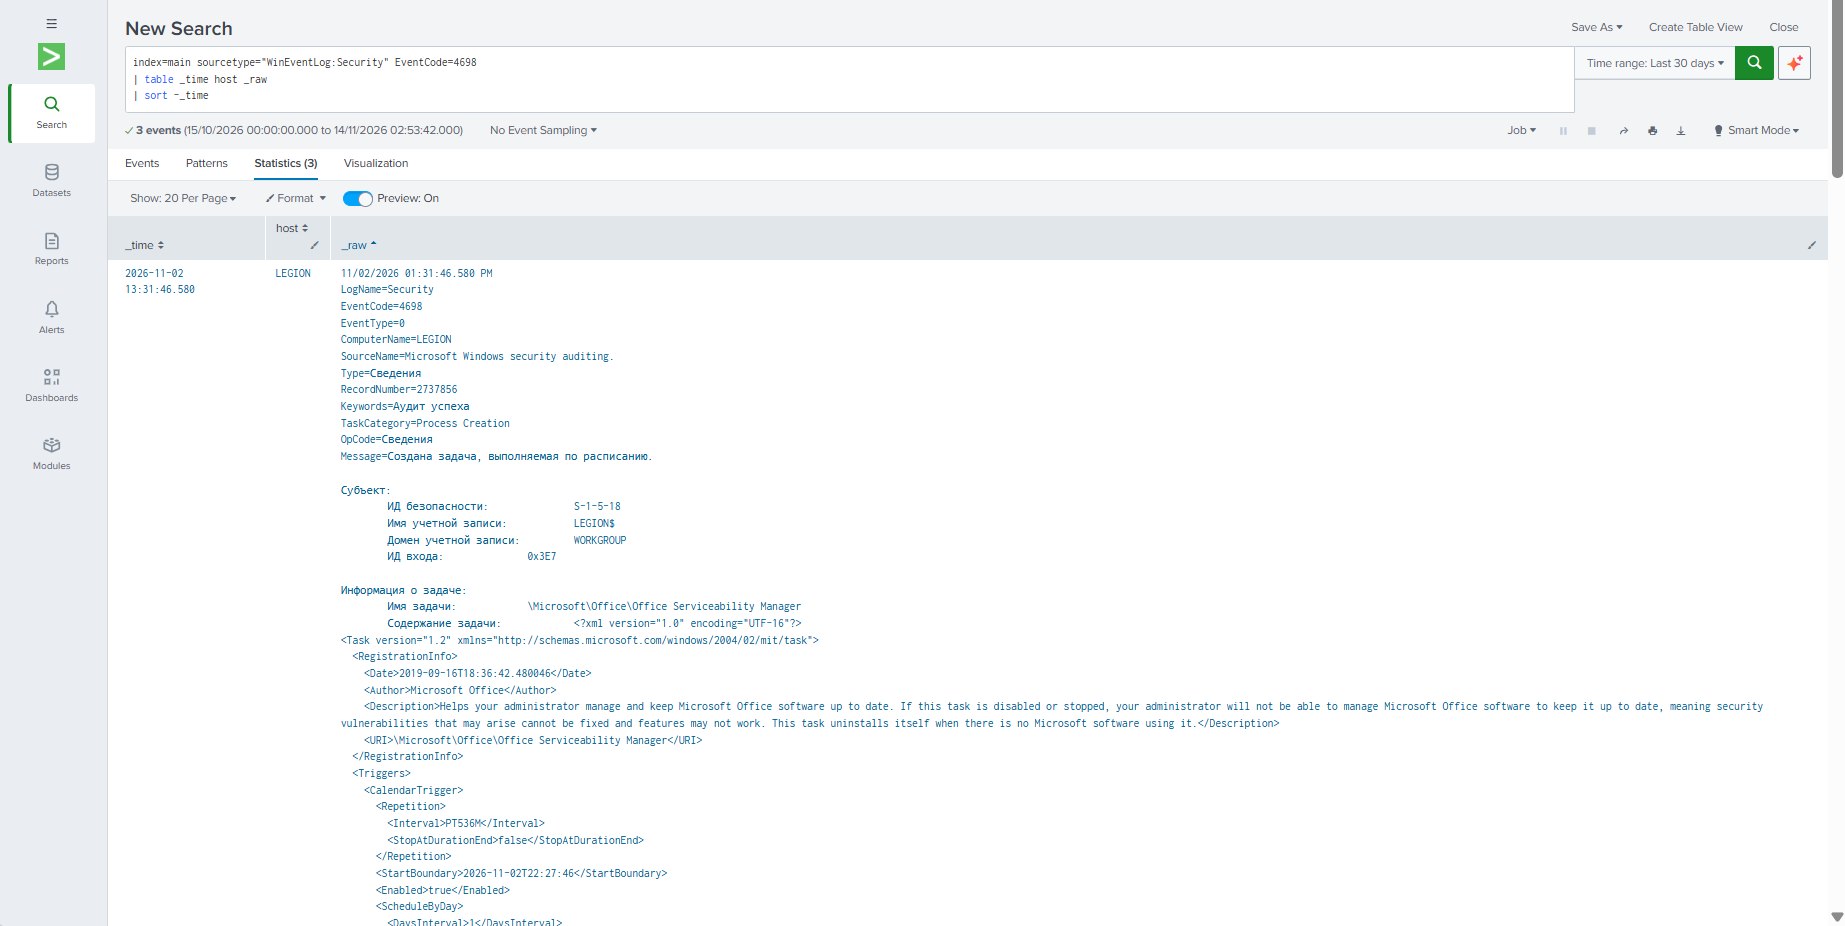 New Search
Save As
Create Table View
Close
index=main sourcetype="WinEventLog:Security" EventCode=4698
| table _time host _raw
| sort -_time
Time range: Last 30 days
3 events (15/10/2026 00:00:00.000 to 14/11/2026 02:53:42.000)
No Event Sampling
Job
Smart Mode
Search
Datasets
Reports
Alerts
Dashboards
Modules
Events
Patterns
Statistics (3)
Visualization
Show: 20 Per Page
Format
Preview: On
_time
host
_raw
2026-11-02
13:31:46.580
LEGION
11/02/2026 01:31:46.580 PM
LogName=Security
EventCode=4698
EventType=0
ComputerName=LEGION
SourceName=Microsoft Windows security auditing.
Type=Сведения
RecordNumber=2737856
Keywords=Аудит успеха
TaskCategory=Process Creation
OpCode=Сведения
Message=Создана задача, выполняемая по расписанию.
Субъект:
ИД безопасности: S-1-5-18
Имя учетной записи: LEGION$
Домен учетной записи: WORKGROUP
ИД входа: 0x3E7
Информация о задаче:
Имя задачи: \Microsoft\Office\Office Serviceability Manager
Содержание задачи: <?xml version="1.0" encoding="UTF-16"?>
<Task version="1.2" xmlns="http://schemas.microsoft.com/windows/2004/02/mit/task">
<RegistrationInfo>
<Date>2019-09-16T18:36:42.480046</Date>
<Author>Microsoft Office</Author>
<Description>Helps your administrator manage and keep Microsoft Office software up to date. If this task is disabled or stopped, your administrator will not be able to manage Microsoft Office software to keep it up to date, meaning security
vulnerabilities that may arise cannot be fixed and features may not work. This task uninstalls itself when there is no Microsoft software using it.</Description>
<URI>\Microsoft\Office\Office Serviceability Manager</URI>
</RegistrationInfo>
<Triggers>
<CalendarTrigger>
<Repetition>
<Interval>PT536M</Interval>
<StopAtDurationEnd>false</StopAtDurationEnd>
</Repetition>
<StartBoundary>2026-11-02T22:27:46</StartBoundary>
<Enabled>true</Enabled>
<ScheduleByDay>
<DaysInterval>1</DaysInterval>